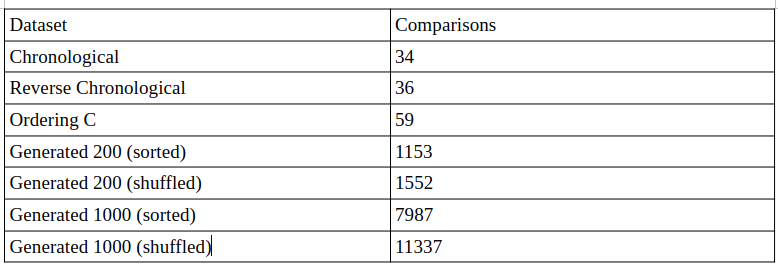 Dataset Comparisons
Chronological 34
Reverse Chronological 36
Ordering C 59
Generated 200 (sorted) 1153
Generated 200 (shuffled) 1552
Generated 1000 (sorted) 7987
Generated 1000 (shuffled) 11337